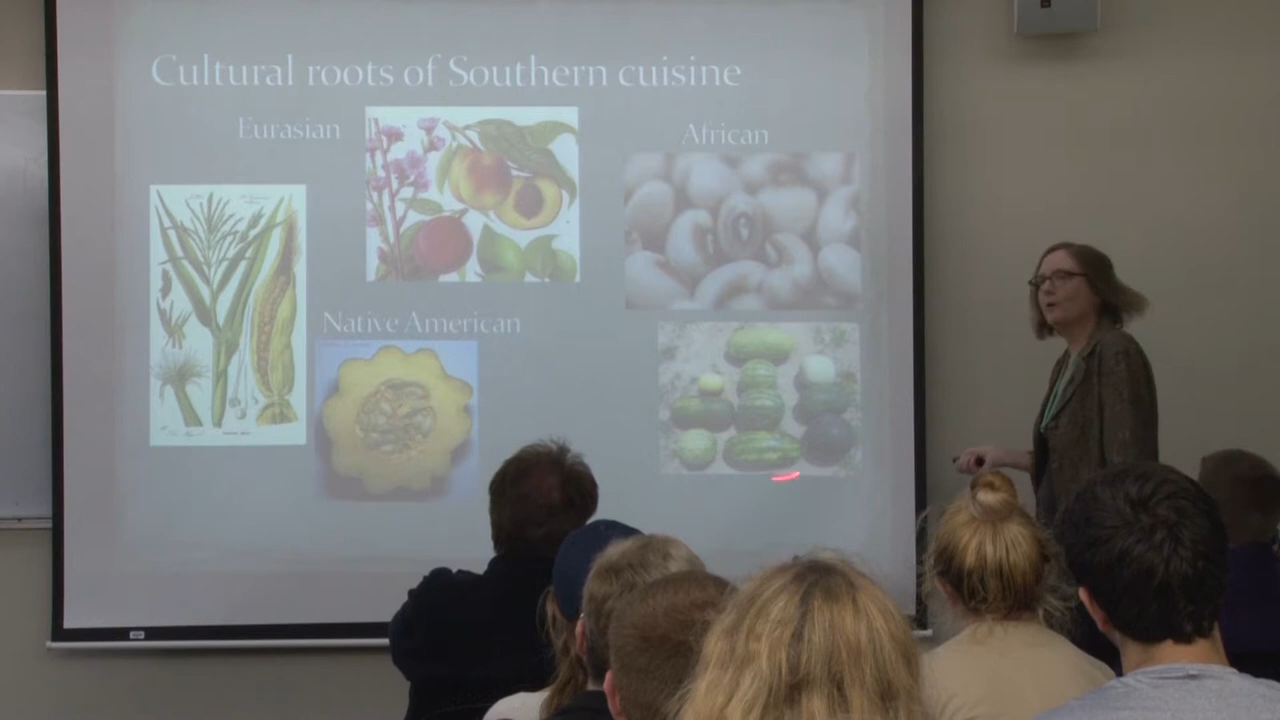 Cultural roots of Southern cuisine
Eurasian
African
Native American